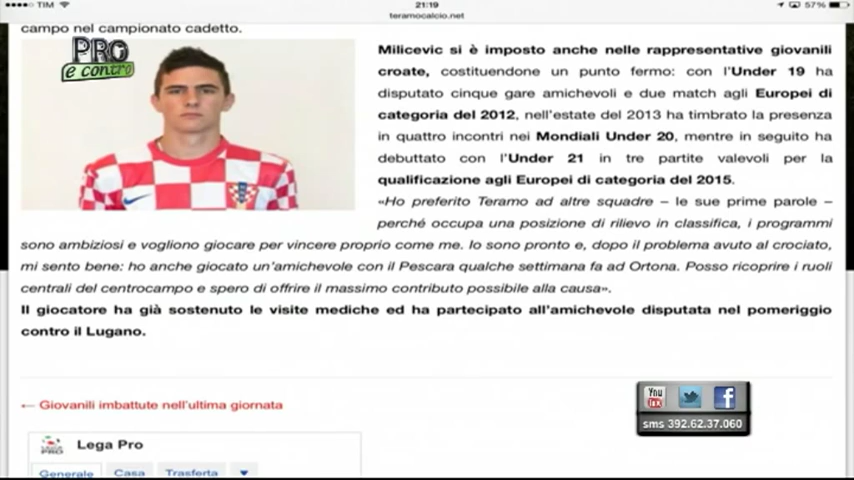 TIM
21:19
57%
teramocalcio.net
campo nel campionato cadetto.
PRO
e contro
Milicevic si è imposto anche nelle rappresentative giovanili
croate, costituendone un punto fermo: con l'Under 19 ha
disputato cinque gare amichevoli e due match agli Europei di
categoria del 2012, nell'estate del 2013 ha timbrato la presenza
in quattro incontri nei Mondiali Under 20, mentre in seguito ha
debuttato con l'Under 21 in tre partite valevoli per la
qualificazione agli Europei di categoria del 2015.
«Ho preferito Teramo ad altre squadre – le sue prime parole –
perché occupa una posizione di rilievo in classifica, i programmi
sono ambiziosi e vogliono giocare per vincere proprio come me. Io sono pronto e, dopo il problema avuto al crociato,
mi sento bene: ho anche giocato un'amichevole con il Pescara qualche settimana fa ad Ortona. Posso ricoprire i ruoli
centrali del centrocampo e spero di offrire il massimo contributo possibile alla causa».
Il giocatore ha già sostenuto le visite mediche ed ha partecipato all'amichevole disputata nel pomeriggio
contro il Lugano.
← Giovanili imbattute nell'ultima giornata
You
f
sms 392.62.37.060
Lega Pro
Generale Casa Trasferta